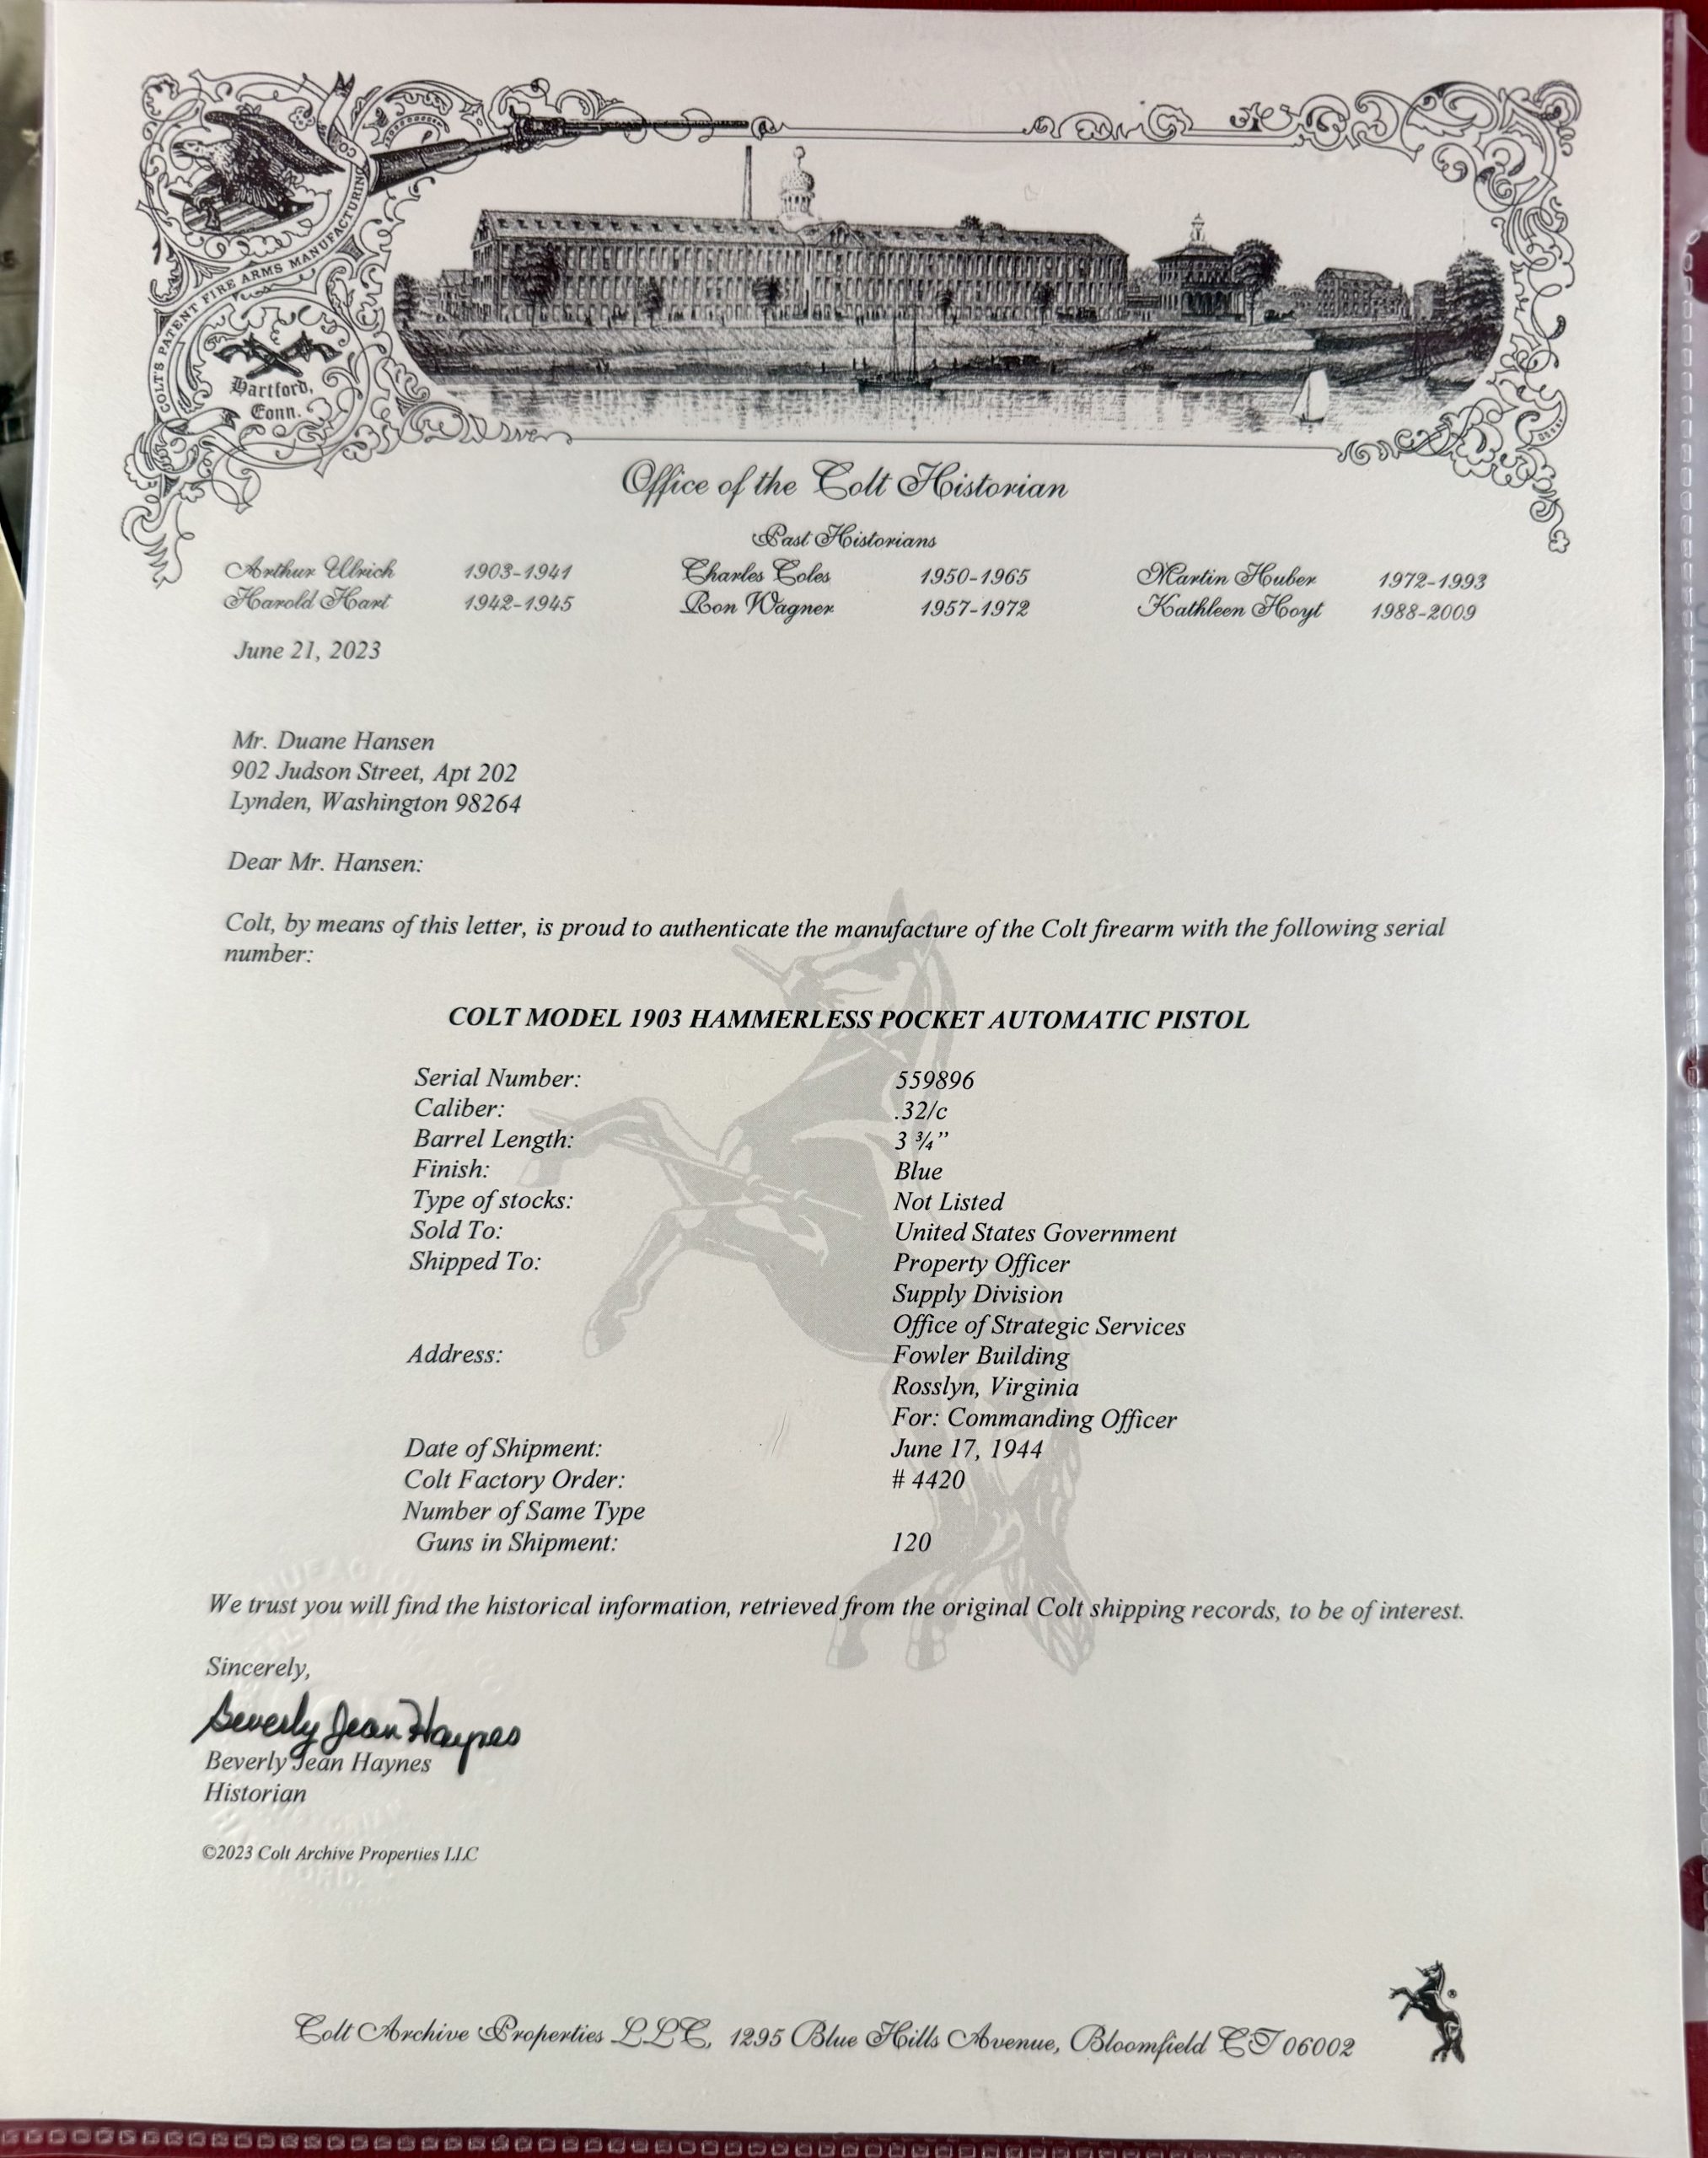 COLT'S PATENT FIRE ARMS MANUFACTURING CO
Hartford,
Conn.
Office of the Colt Historian
Past Historians
Arthur Ulrich 1903-1941 Charles Coles 1950-1965 Martin Huber 1972-1993
Harold Hart 1942-1945 Ron Wagner 1957-1972 Kathleen Hoyt 1988-2009
June 21, 2023
Mr. Duane Hansen
902 Judson Street, Apt 202
Lynden, Washington 98264
Dear Mr. Hansen:
Colt, by means of this letter, is proud to authenticate the manufacture of the Colt firearm with the following serial
number:
COLT MODEL 1903 HAMMERLESS POCKET AUTOMATIC PISTOL
Serial Number: 559896
Caliber: .32/c
Barrel Length: 3 ¾”
Finish: Blue
Type of stocks: Not Listed
Sold To: United States Government
Shipped To: Property Officer
Supply Division
Office of Strategic Services
Address: Fowler Building
Rosslyn, Virginia
For: Commanding Officer
Date of Shipment: June 17, 1944
Colt Factory Order: # 4420
Number of Same Type
Guns in Shipment: 120
We trust you will find the historical information, retrieved from the original Colt shipping records, to be of interest.
Sincerely,
Beverly Jean Haynes
Beverly Jean Haynes
Historian
©2023 Colt Archive Properties LLC
Colt Archive Properties LLC, 1295 Blue Hills Avenue, Bloomfield CT 06002